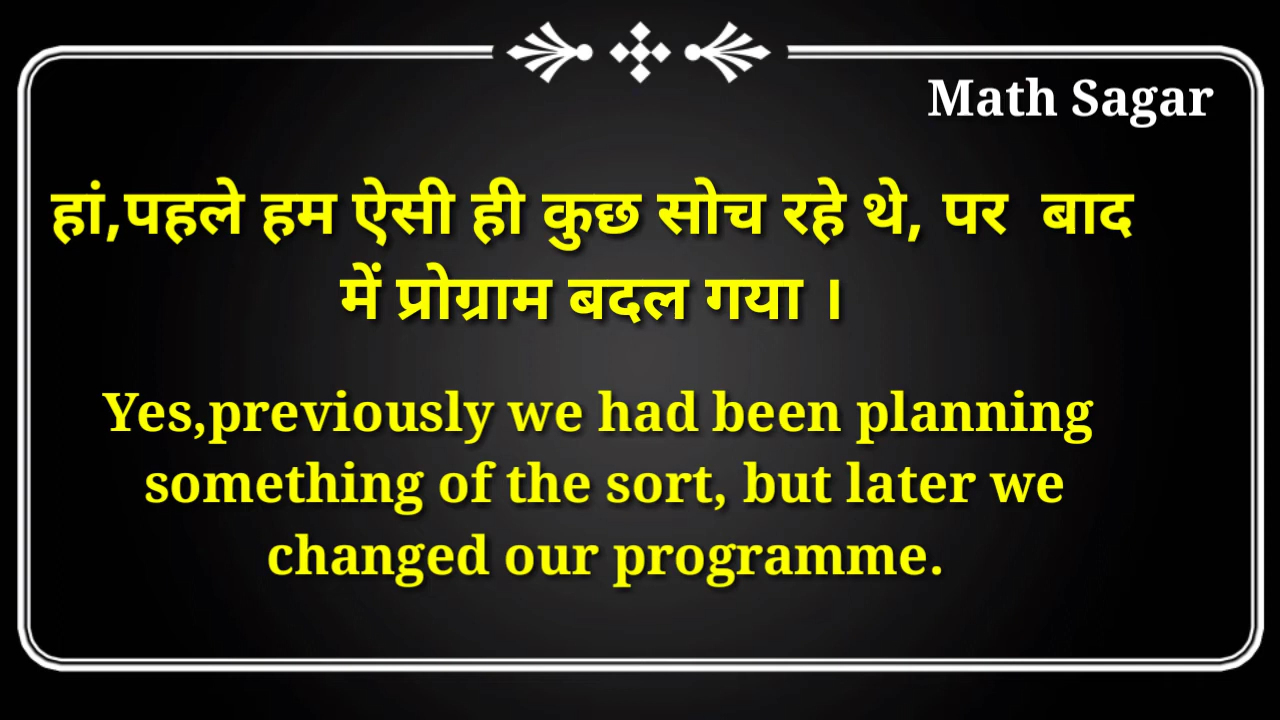 Math Sagar
हां,पहले हम ऐसी ही कुछ सोच रहे थे, पर बाद
में प्रोग्राम बदल गया ।
Yes,previously we had been planning
something of the sort, but later we
changed our programme.